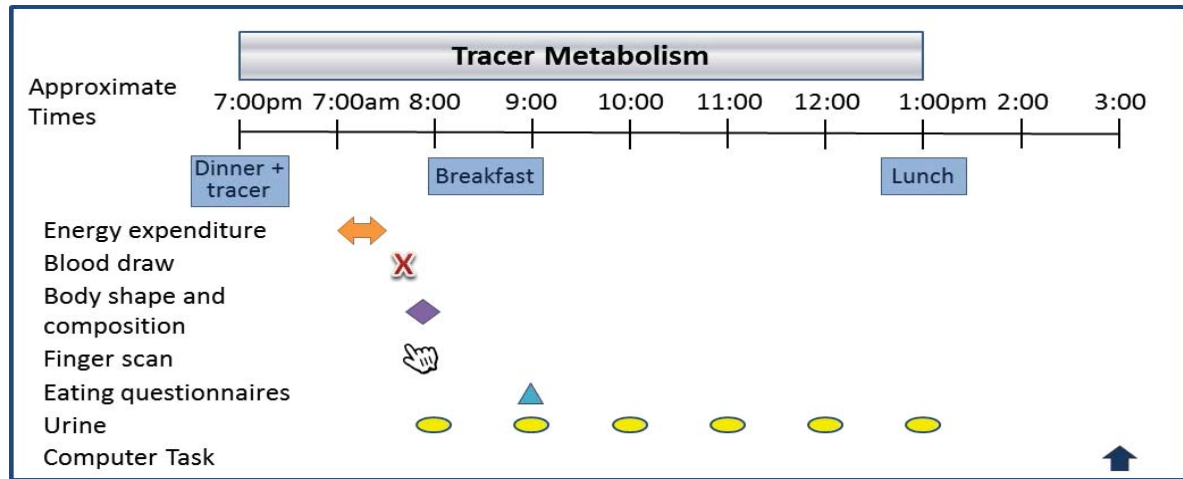 Tracer Metabolism
Approximate
Times
7:00pm 7:00am 8:00 9:00 10:00 11:00 12:00 1:00pm 2:00 3:00
Dinner +
tracer
Breakfast
Lunch
Energy expenditure
Blood draw
X
Body shape and
composition
Finger scan
Eating questionnaires
Urine
Computer Task